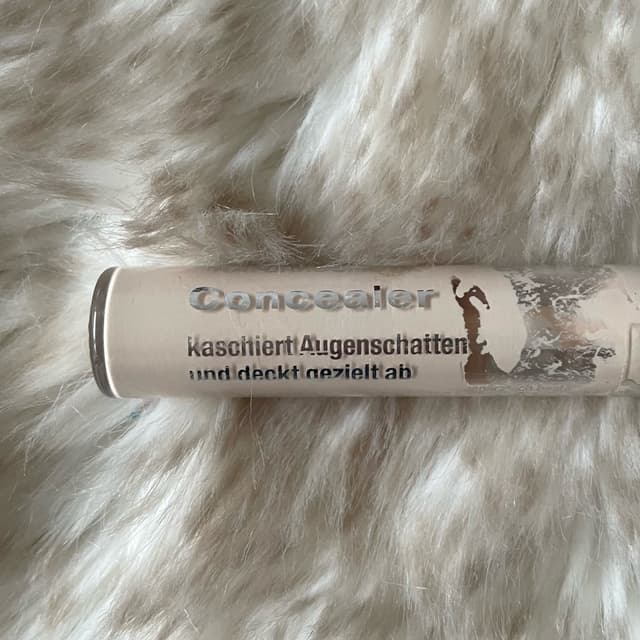 Concealer
kaschiert Augenschatten
und deckt gezielt ab